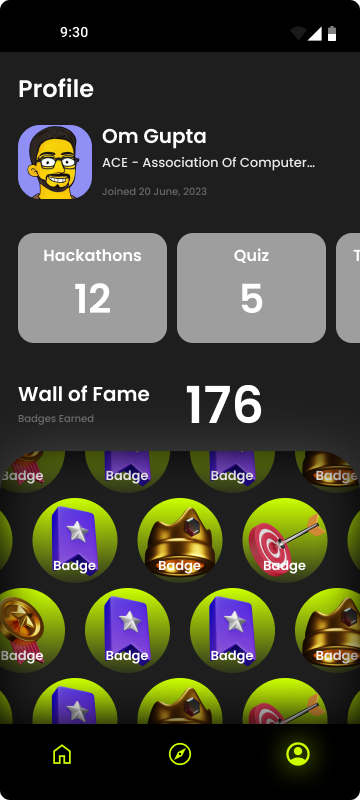 9:30
Profile
Om Gupta
ACE - Association Of Computer...
Joined 20 June, 2023
Hackathons
Quiz
T
12
5
Wall of Fame
176
Badges Earned
Badge
Badge
Badge
Badge
Badge
Badge
Badge
Badge
Badge
Badge
Badge